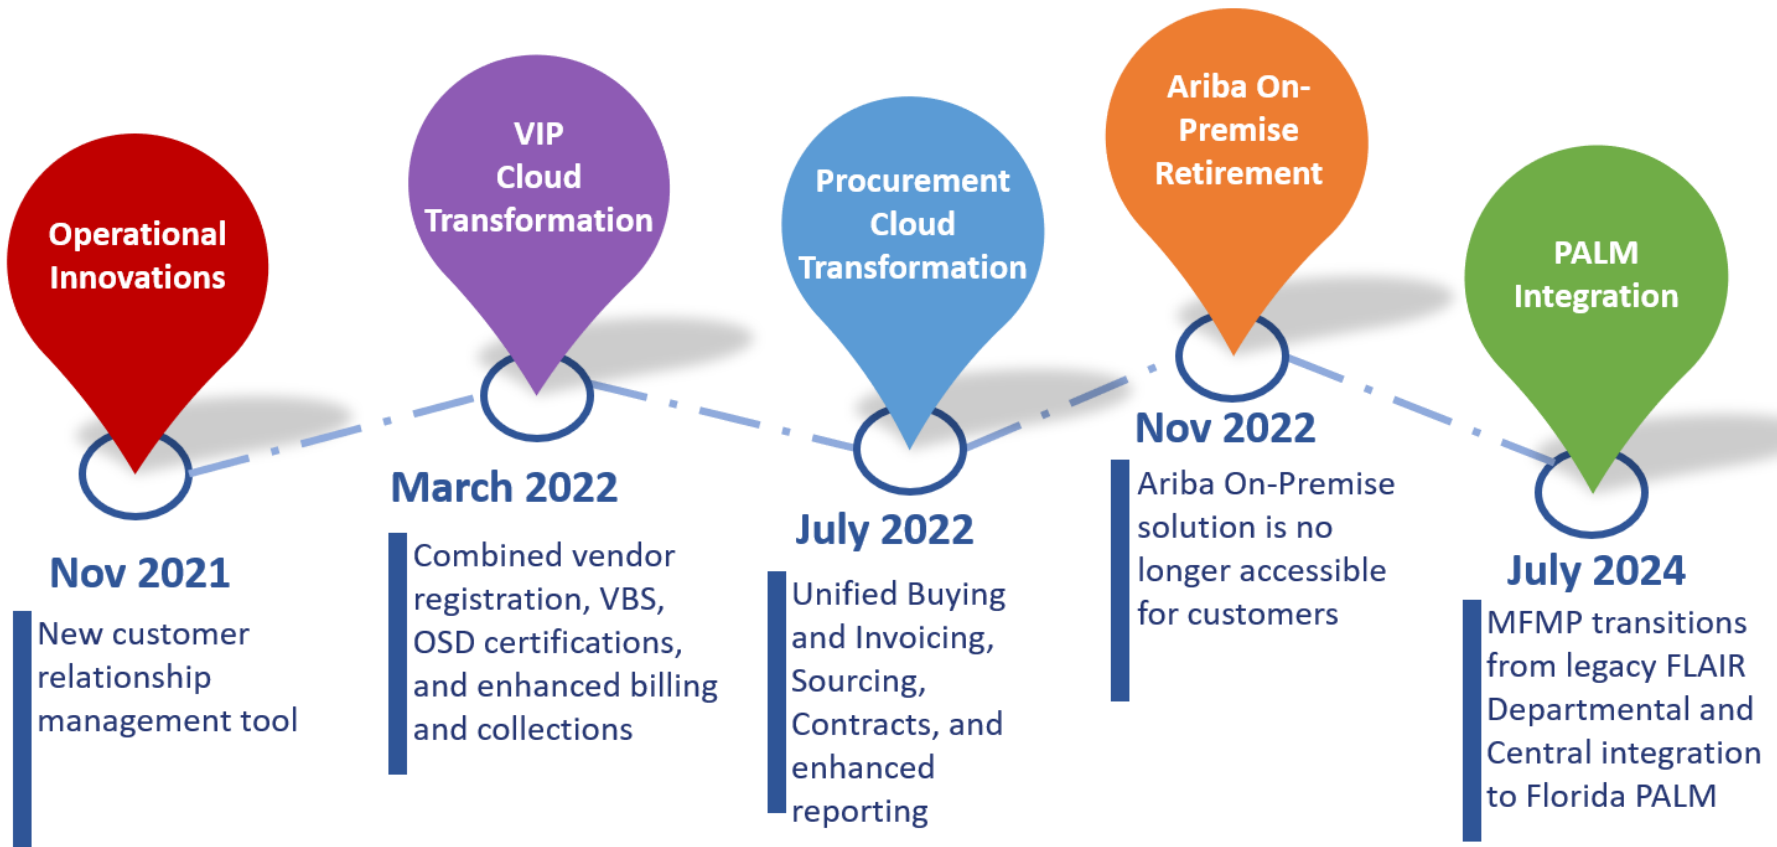 Operational
Innovations
Nov 2021
New customer
relationship
management tool
VIP
Cloud
Transformation
March 2022
Combined vendor
registration, VBS,
OSD certifications,
and enhanced billing
and collections
Procurement
Cloud
Transformation
July 2022
Unified Buying
and Invoicing,
Sourcing,
Contracts, and
enhanced
reporting
Ariba On-
Premise
Retirement
Nov 2022
Ariba On-Premise
solution is no
longer accessible
for customers
PALM
Integration
July 2024
MFMP transitions
from legacy FLAIR
Departmental and
Central integration
to Florida PALM